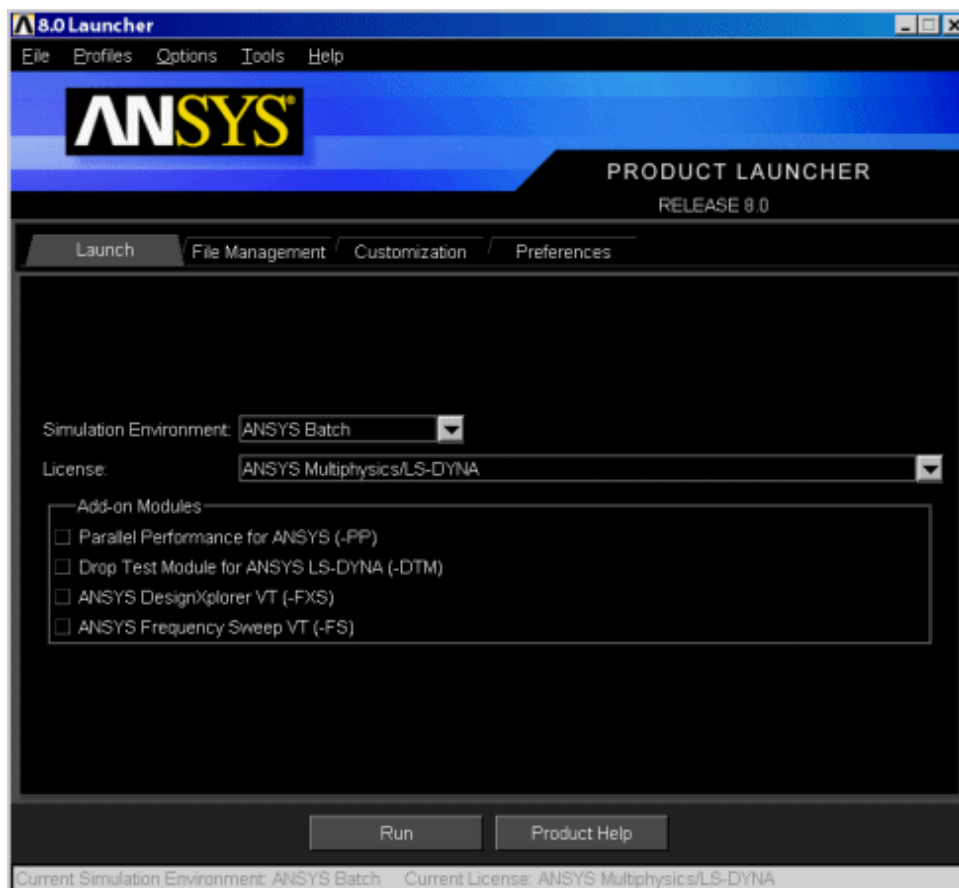 8.0 Launcher
File Profiles Options Tools Help
ANSYS®
PRODUCT LAUNCHER
RELEASE 8.0
Launch File Management Customization Preferences
Simulation Environment: ANSYS Batch
License: ANSYS Multiphysics/LS-DYNA
Add-on Modules
Parallel Performance for ANSYS (-PP)
Drop Test Module for ANSYS LS-DYNA (-DTM)
ANSYS DesignXplorer VT (-FXS)
ANSYS Frequency Sweep VT (-FS)
Run Product Help
Current Simulation Environment: ANSYS Batch Current License: ANSYS Multiphysics/LS-DYNA